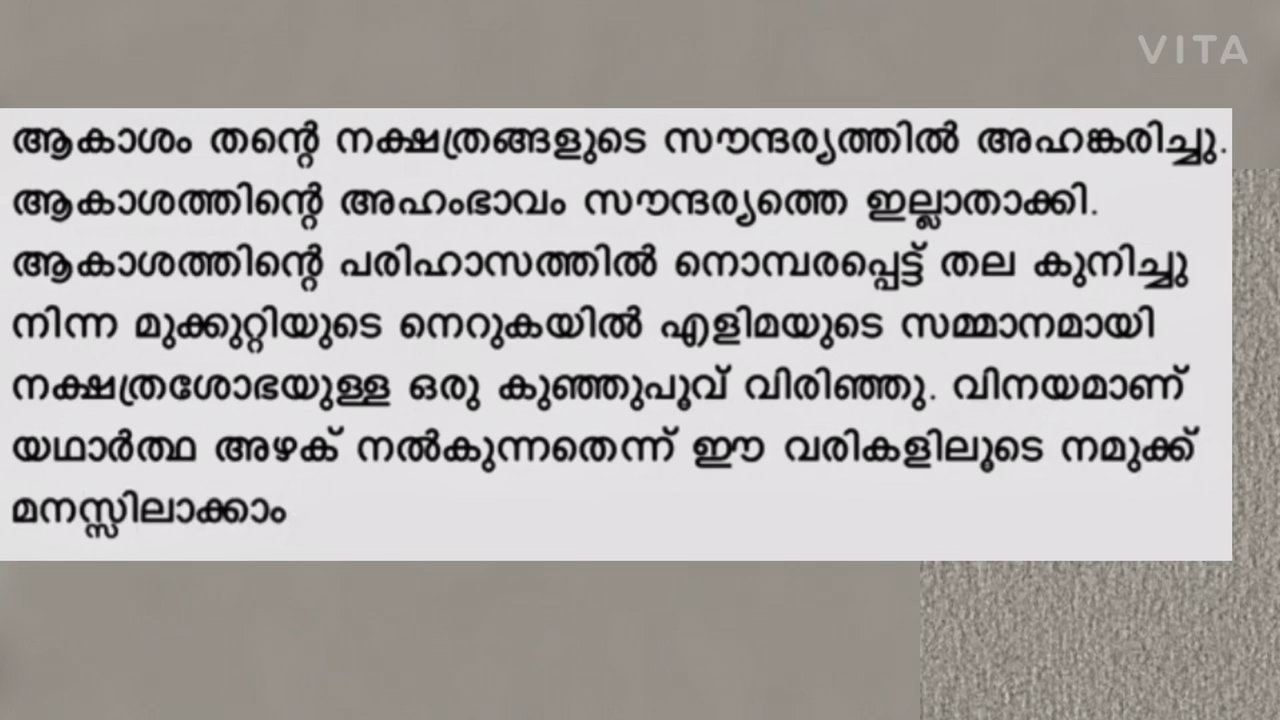 VITA
ആകാശം തന്റെ നക്ഷത്രങ്ങളുടെ സൗന്ദര്യത്തിൽ അഹങ്കരിച്ചു.
ആകാശത്തിന്റെ അഹംഭാവം സൗന്ദര്യത്തെ ഇല്ലാതാക്കി.
ആകാശത്തിന്റെ പരിഹാസത്തിൽ നൊമ്പരപ്പെട്ട് തല കുനിച്ചു
നിന്ന മുക്കുറ്റിയുടെ നെറുകയിൽ എളിമയുടെ സമ്മാനമായി
നക്ഷത്രശോഭയുള്ള ഒരു കുഞ്ഞുപൂവ് വിരിഞ്ഞു. വിനയമാണ്
യഥാർത്ഥ അഴക് നൽകുന്നതെന്ന് ഈ വരികളിലൂടെ നമുക്ക്
മനസ്സിലാക്കാം